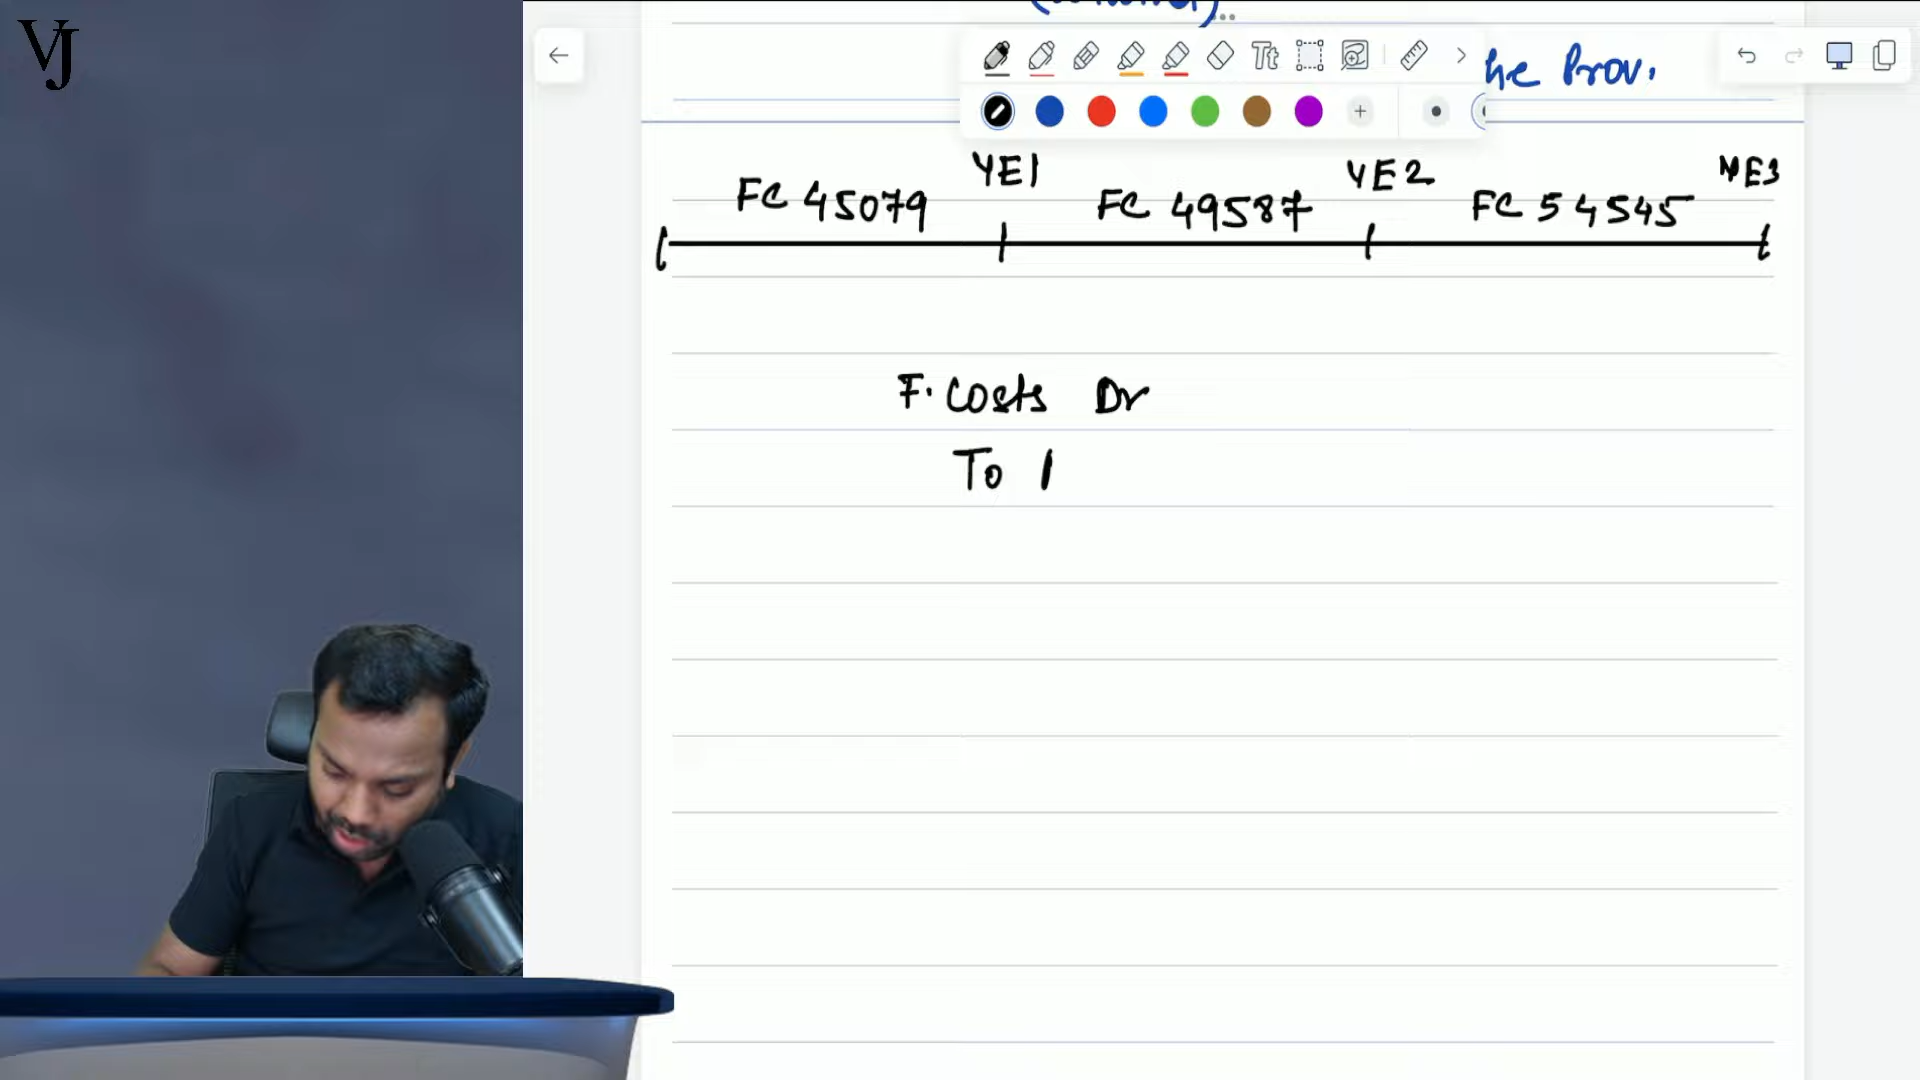 VJ
he Prov.
YE1 YE2 YE3
FC 45079 FC 49587 FC 54545
F. Costs Dr
To